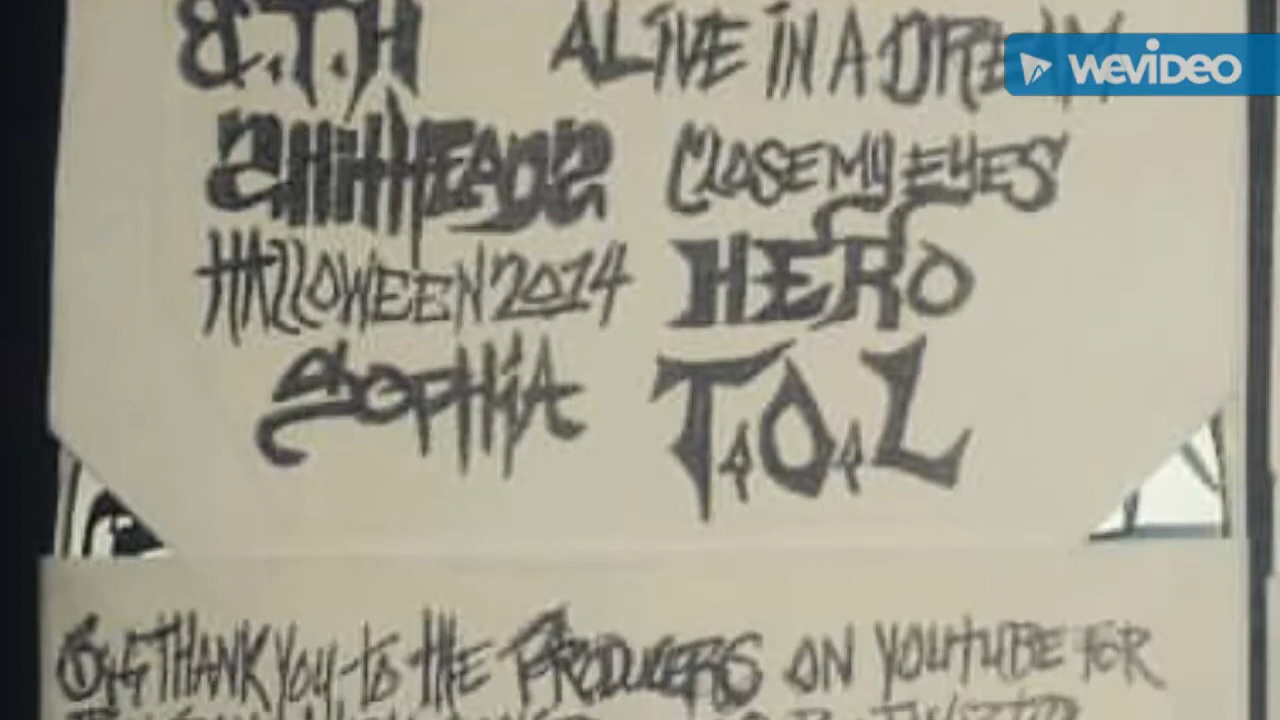 ALiVE iN A DREAM
WEVIDEO
SHiTHEADS
CLOSE MY EYES
HALLOWEEN 2014
HERO
SOPHiA
T.O.L
THANK YOU to tHE PRODUCERS ON YOUtUBE FOR